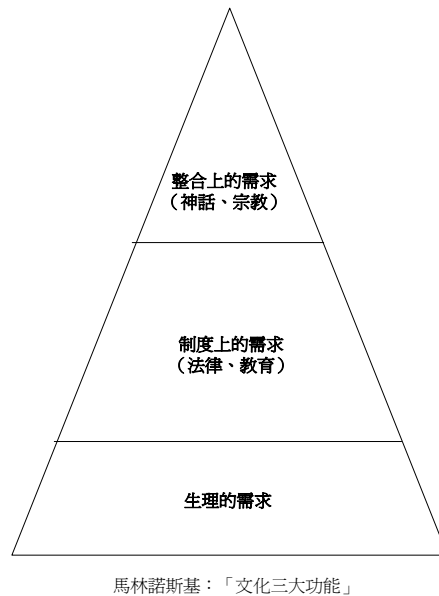 整合上的需求
（神話、宗教）
制度上的需求
（法律、教育）
生理的需求
馬林諾斯基：「文化三大功能」